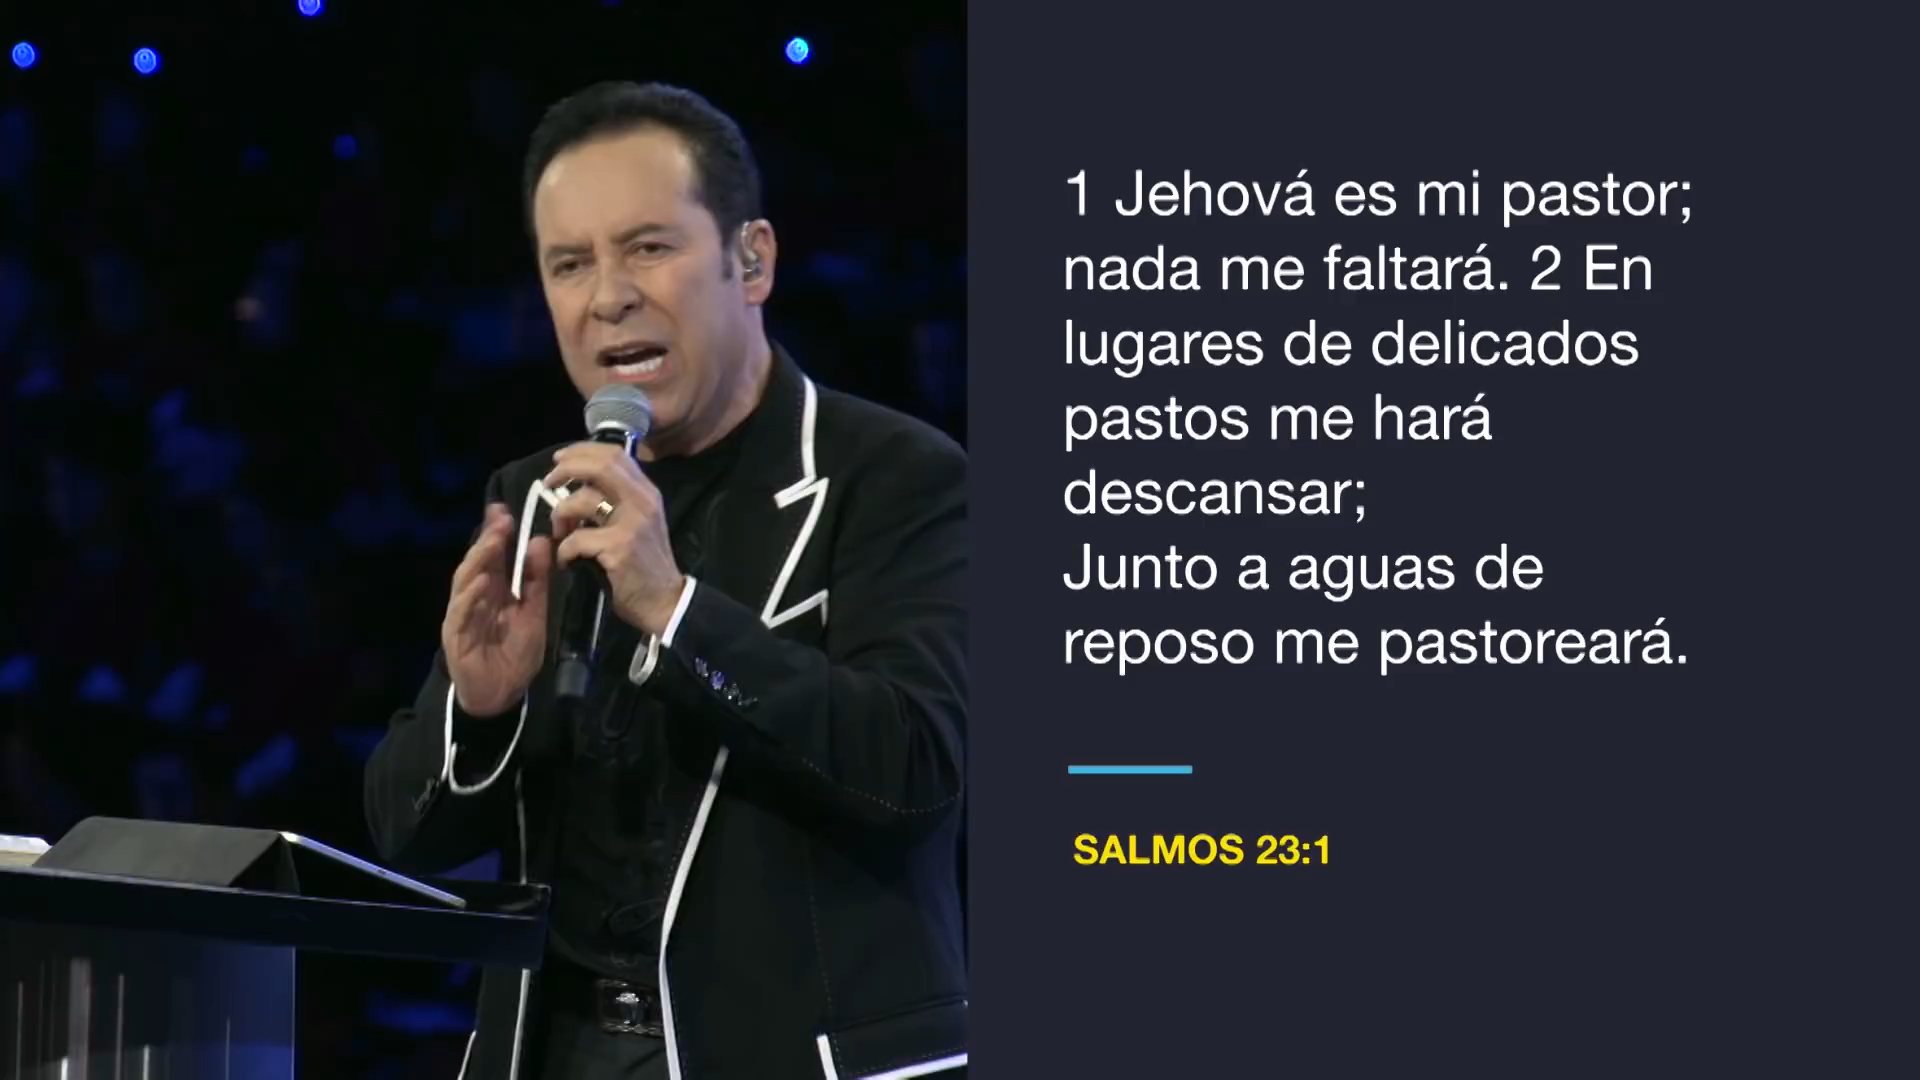 1 Jehová es mi pastor;
nada me faltará. 2 En
lugares de delicados
pastos me hará
descansar;
Junto a aguas de
reposo me pastoreará.
SALMOS 23:1